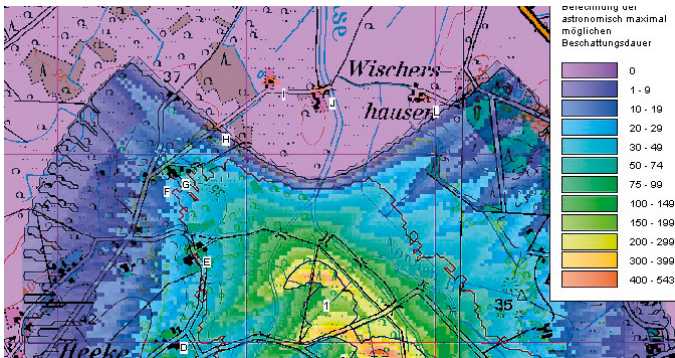 Berechnung der
astronomisch maximal
möglichen
Beschattungsdauer
0
1 - 9
10 - 19
20 - 29
30 - 49
50 - 74
75 - 99
100 - 149
150 - 199
200 - 299
300 - 399
400 - 543
37
Wischers-
hausen
I
J
L
H
F
G
E
1
35
D
Heeke
A
A
A